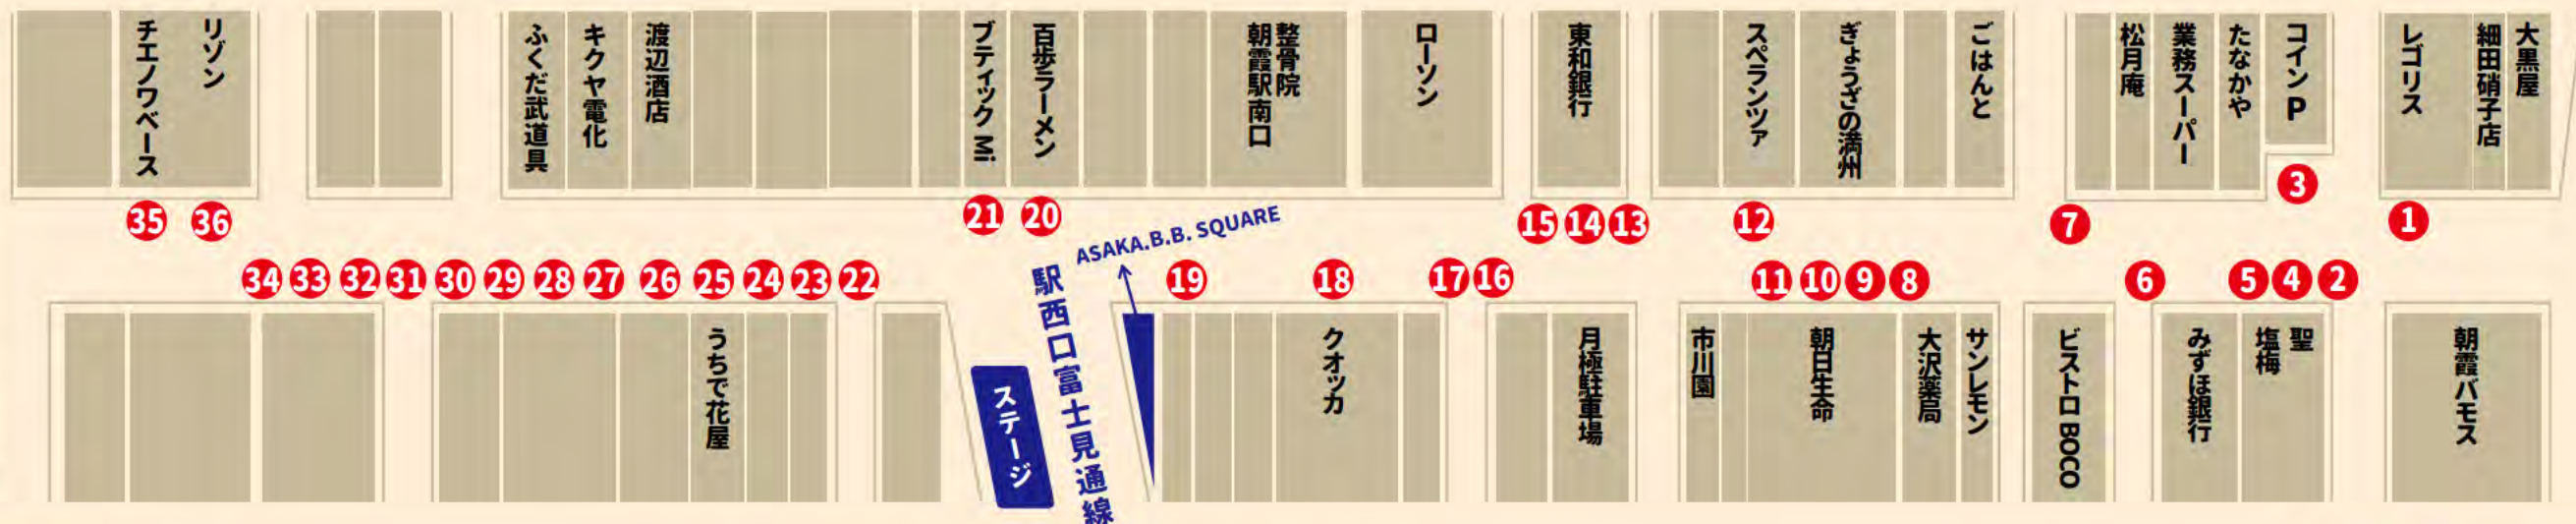 チエノワベース
リゾン
ふくだ武道具
キクヤ電化
渡辺酒店
ブティック Mi
百歩ラーメン
朝霞駅南口
整骨院
ローソン
東和銀行
スペランツァ
ぎょうざの満州
ごはんと
松月庵
業務スーパー
たなかや
コイン P
レゴリス
細田硝子店
大黒屋
35 36 21 20 15 14 13 12 7 3 1
ASAKA.B.B. SQUARE
34 33 32 31 30 29 28 27 26 25 24 23 22 19 18 17 16 11 10 9 8 6 5 4 2
うちで花屋
ステージ
駅西口富士見通線
クオッカ
月極駐車場
市川園
朝日生命
大沢薬局
サンレモン
ビストロ BOCO
みずほ銀行
塩梅
聖
朝霞バモス